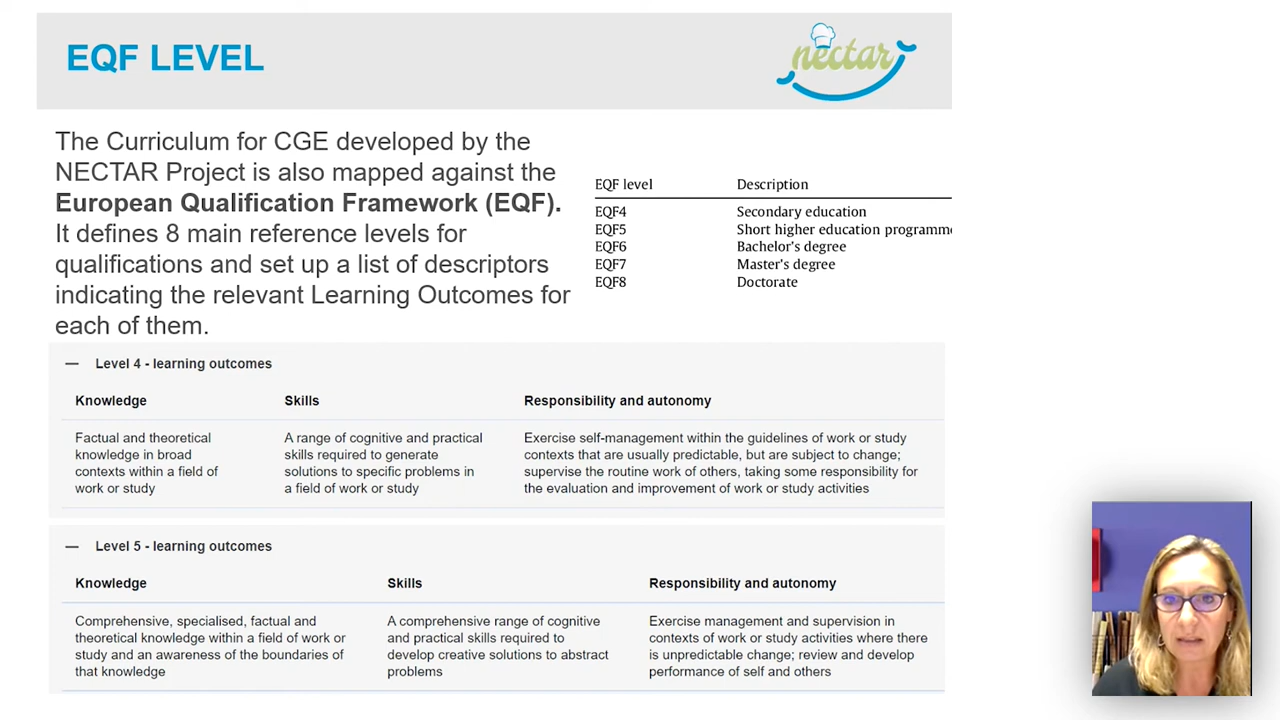 EQF LEVEL
nectar
The Curriculum for CGE developed by the
NECTAR Project is also mapped against the
European Qualification Framework (EQF).
It defines 8 main reference levels for
qualifications and set up a list of descriptors
indicating the relevant Learning Outcomes for
each of them.
EQF level Description
EQF4 Secondary education
EQF5 Short higher education programme
EQF6 Bachelor's degree
EQF7 Master's degree
EQF8 Doctorate
— Level 4 - learning outcomes
Knowledge Skills Responsibility and autonomy
Factual and theoretical A range of cognitive and practical Exercise self-management within the guidelines of work or study
knowledge in broad skills required to generate contexts that are usually predictable, but are subject to change;
contexts within a field of solutions to specific problems in supervise the routine work of others, taking some responsibility for
work or study a field of work or study the evaluation and improvement of work or study activities
— Level 5 - learning outcomes
Knowledge Skills Responsibility and autonomy
Comprehensive, specialised, factual and A comprehensive range of cognitive Exercise management and supervision in
theoretical knowledge within a field of work or and practical skills required to contexts of work or study activities where there
study and an awareness of the boundaries of develop creative solutions to abstract is unpredictable change; review and develop
that knowledge problems performance of self and others